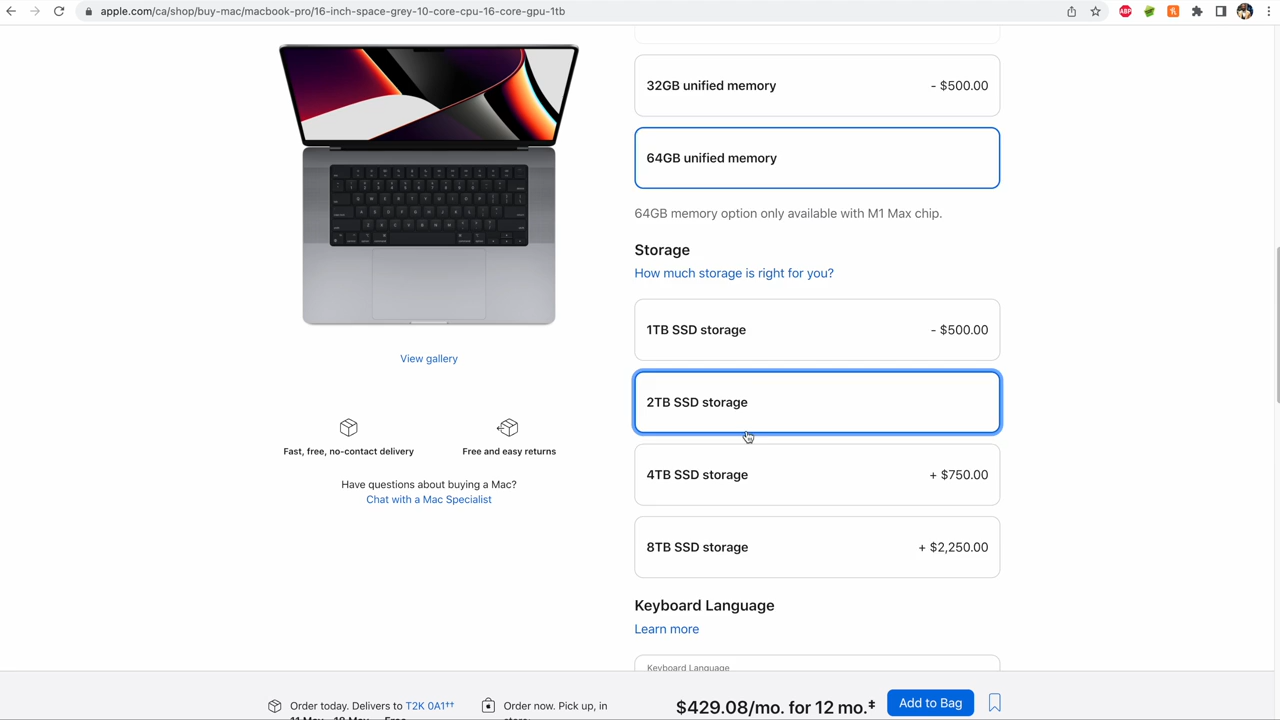 apple.com/ca/shop/buy-mac/macbook-pro/16-inch-space-grey-10-core-cpu-16-core-gpu-1tb
ABP
32GB unified memory - $500.00
64GB unified memory
64GB memory option only available with M1 Max chip.
Storage
How much storage is right for you?
1TB SSD storage - $500.00
2TB SSD storage
4TB SSD storage + $750.00
8TB SSD storage + $2,250.00
Keyboard Language
Learn more
Keyboard Language
View gallery
Fast, free, no-contact delivery
Free and easy returns
Have questions about buying a Mac?
Chat with a Mac Specialist
Order today. Delivers to T2K 0A1††
Order now. Pick up, in
$429.08/mo. for 12 mo.‡
Add to Bag